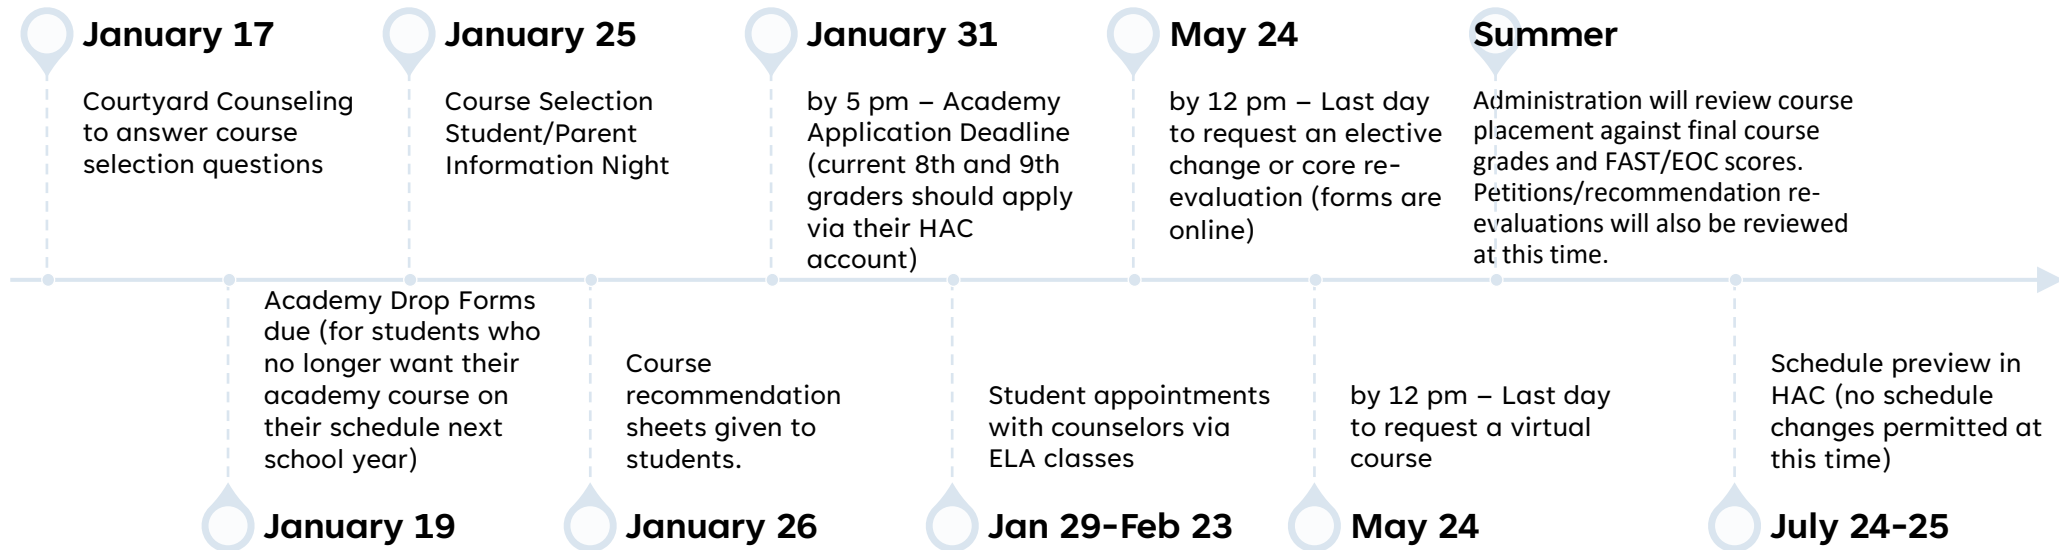 January 17
Courtyard Counseling
to answer course
selection questions
January 25
Course Selection
Student/Parent
Information Night
January 31
by 5 pm – Academy
Application Deadline
(current 8th and 9th
graders should apply
via their HAC
account)
May 24
by 12 pm – Last day
to request an elective
change or core re-
evaluation (forms are
online)
Summer
Administration will review course
placement against final course
grades and FAST/EOC scores.
Petitions/recommendation re-
evaluations will also be reviewed
at this time.
Academy Drop Forms
due (for students who
no longer want their
academy course on
their schedule next
school year)
January 19
Course
recommendation
sheets given to
students.
January 26
Student appointments
with counselors via
ELA classes
Jan 29-Feb 23
by 12 pm – Last day
to request a virtual
course
May 24
Schedule preview in
HAC (no schedule
changes permitted at
this time)
July 24-25